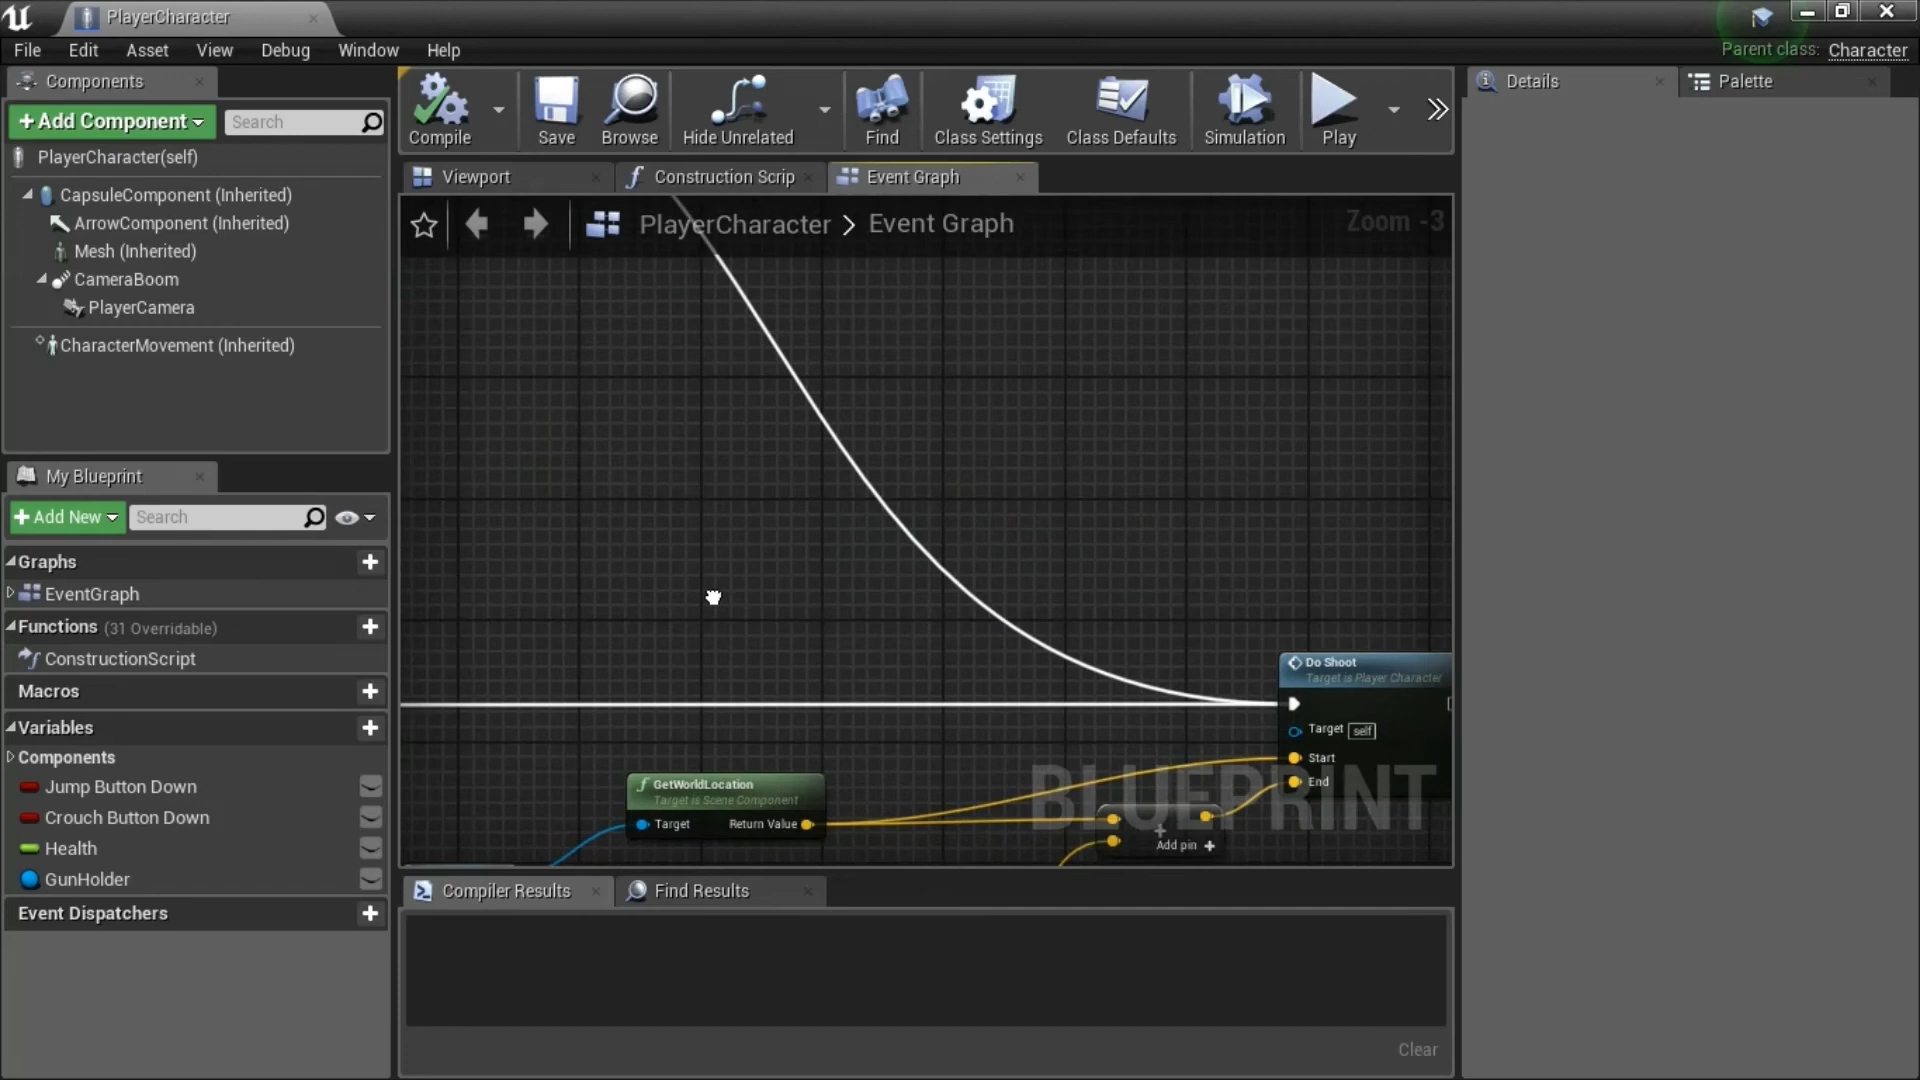 PlayerCharacter
File Edit Asset View Debug Window Help
Parent class: Character
Components
+ Add Component
Search
PlayerCharacter(self)
CapsuleComponent (Inherited)
ArrowComponent (Inherited)
Mesh (Inherited)
CameraBoom
PlayerCamera
CharacterMovement (Inherited)
Compile Save Browse Hide Unrelated Find Class Settings Class Defaults Simulation Play
Viewport
Construction Scrip
Event Graph
PlayerCharacter > Event Graph
Zoom -3
Do Shoot
Target is Player Character
Target self
Start
End
GetWorldLocation
Target is Scene Component
Target Return Value
Add pin +
BLUEPRINT
My Blueprint
+ Add New
Search
Graphs
EventGraph
Functions (31 Overridable)
ConstructionScript
Macros
Variables
Components
Jump Button Down
Crouch Button Down
Health
GunHolder
Event Dispatchers
Compiler Results
Find Results
Clear
Details
Palette